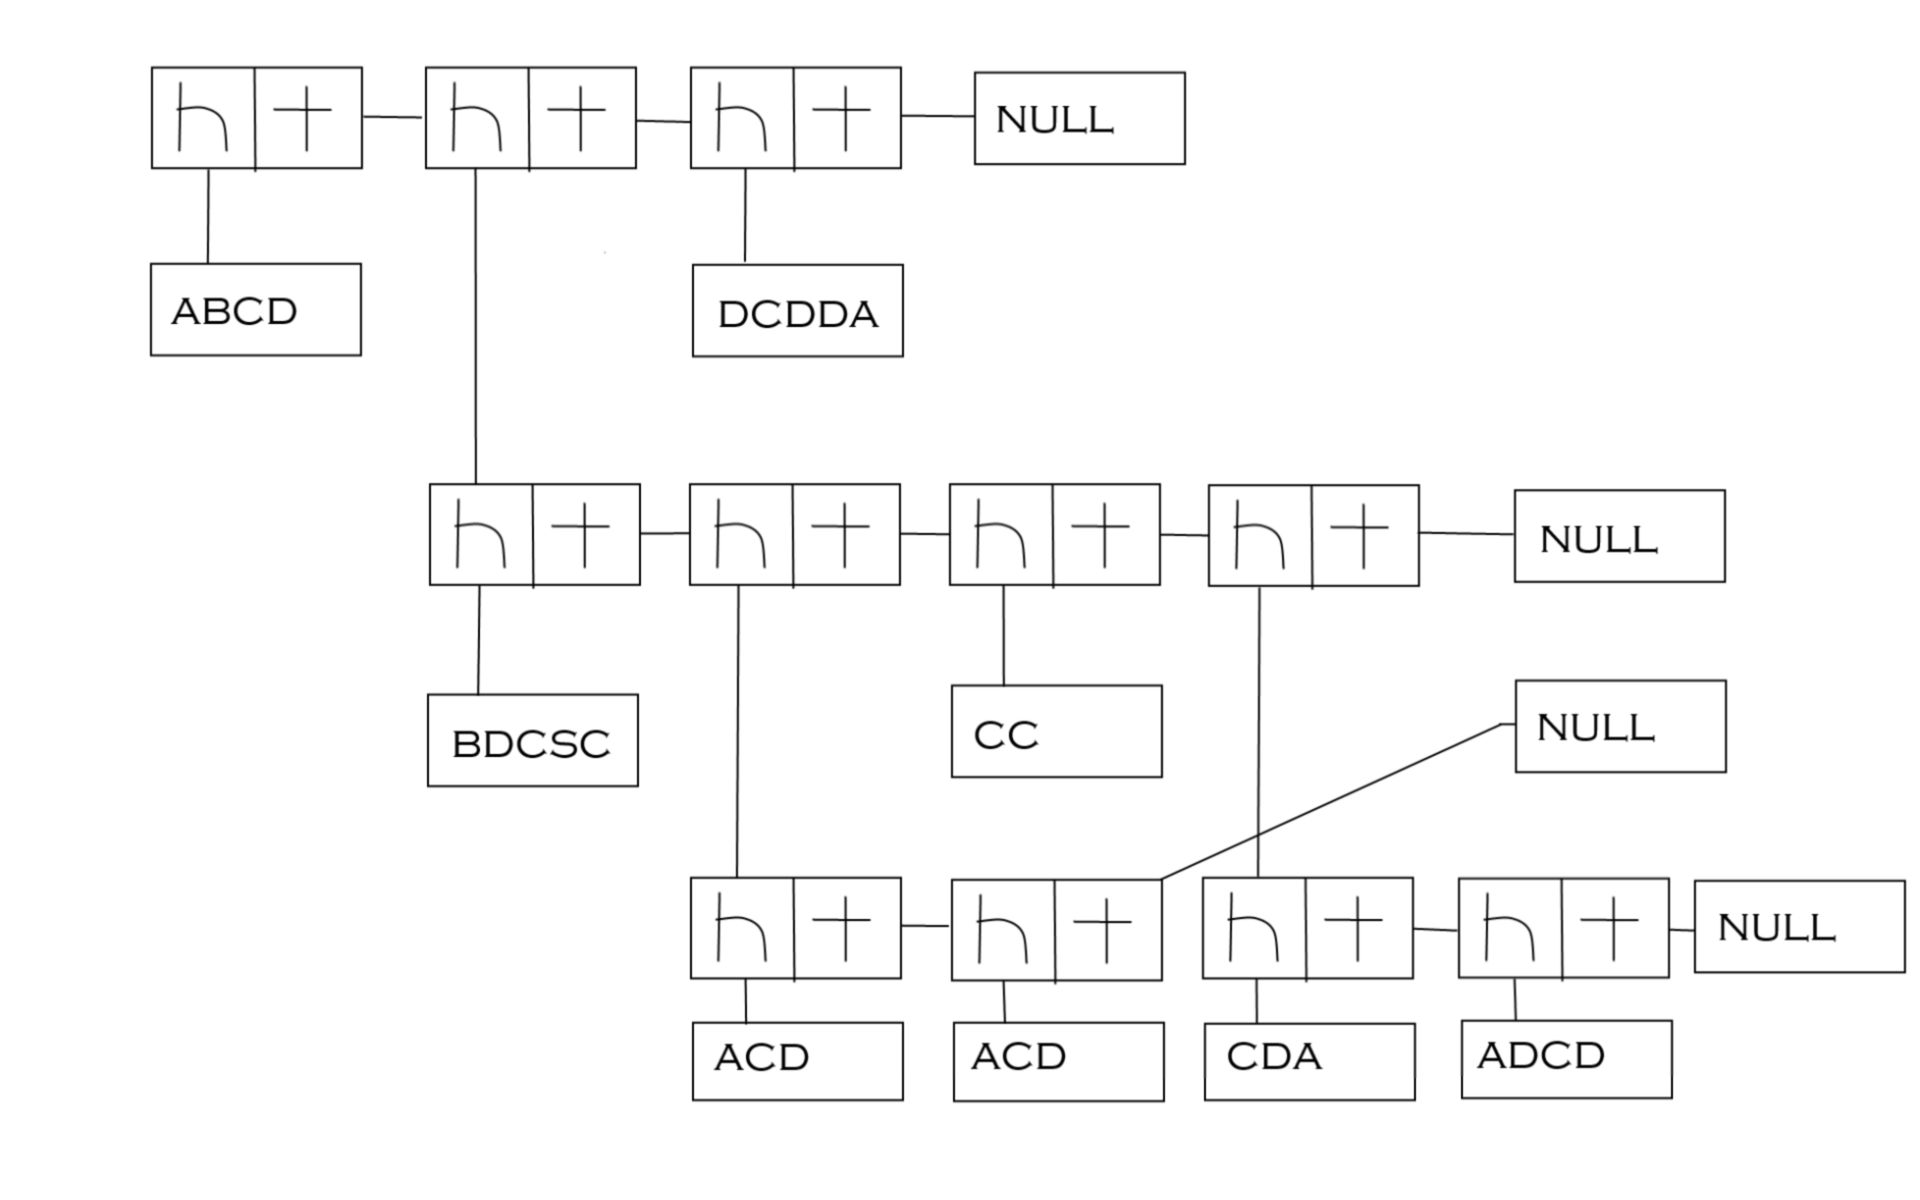 h + h + h + NULL
ABCD DCDDA
h + h + h + h + NULL
BDCSC CC NULL
h + h + h + h + NULL
ACD ACD CDA ADCD